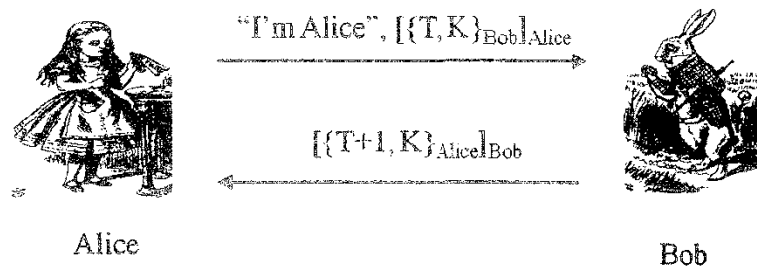 “I’m Alice”, [{T, K}Bob]Alice
[{T+1, K}Alice]Bob
Alice
Bob